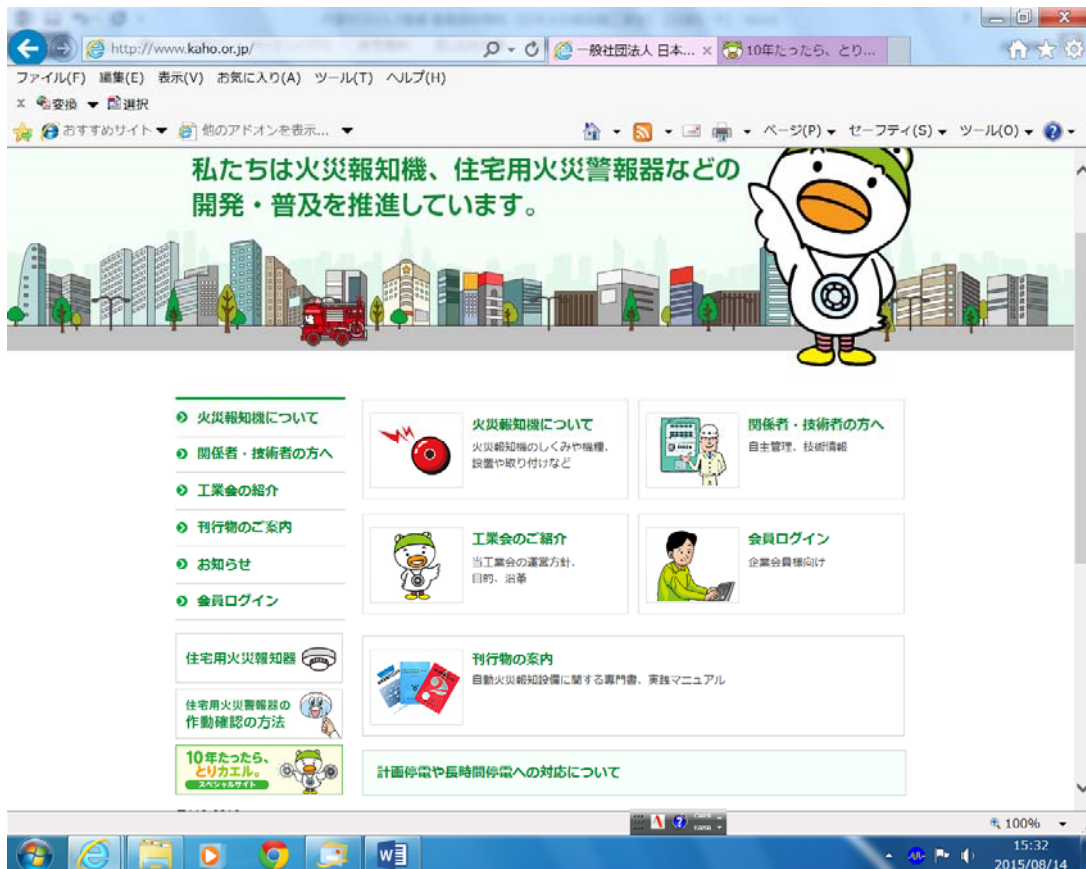 http://www.kaho.or.jp/
一般社団法人 日本...
10年たったら、とり...
ファイル(F) 編集(E) 表示(V) お気に入り(A) ツール(T) ヘルプ(H)
x 変換 ▼ 選択
おすすめサイト ▼ 他のアドオンを表示... ▼
ページ(P) ▼ セーフティ(S) ▼ ツール(O) ▼
私たちは火災報知機、住宅用火災警報器などの
開発・普及を推進しています。
火災報知機について
関係者・技術者の方へ
工業会の紹介
刊行物のご案内
お知らせ
会員ログイン
火災報知機について
火災報知機のしくみや機種、
設置や取り付けなど
関係者・技術者の方へ
自主管理、技術情報
工業会のご紹介
当工業会の運営方針、
目的、沿革
会員ログイン
企業会員様向け
住宅用火災報知器
住宅用火災警報器の
作動確認の方法
10年たったら、
とりカエル。
スペシャルサイト
刊行物の案内
自動火災報知設備に関する専門書、実践マニュアル
計画停電や長時間停電への対応について
100%
15:32
2015/08/14